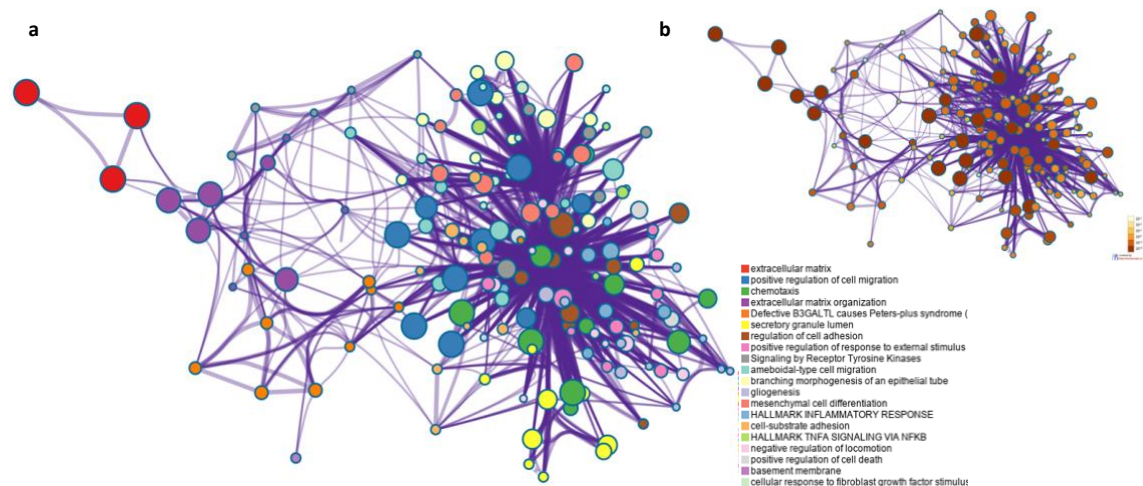 a
b
extracellular matrix
positive regulation of cell migration
chemotaxis
extracellular matrix organization
Defective B3GALTL causes Peters-plus syndrome (
secretory granule lumen
regulation of cell adhesion
positive regulation of response to external stimulus
Signaling by Receptor Tyrosine Kinases
ameboidal-type cell migration
branching morphogenesis of an epithelial tube
gliogenesis
mesenchymal cell differentiation
HALLMARK INFLAMMATORY RESPONSE
cell-substrate adhesion
HALLMARK TNFA SIGNALING VIA NFKB
negative regulation of locomotion
positive regulation of cell death
basement membrane
cellular response to fibroblast growth factor stimulus